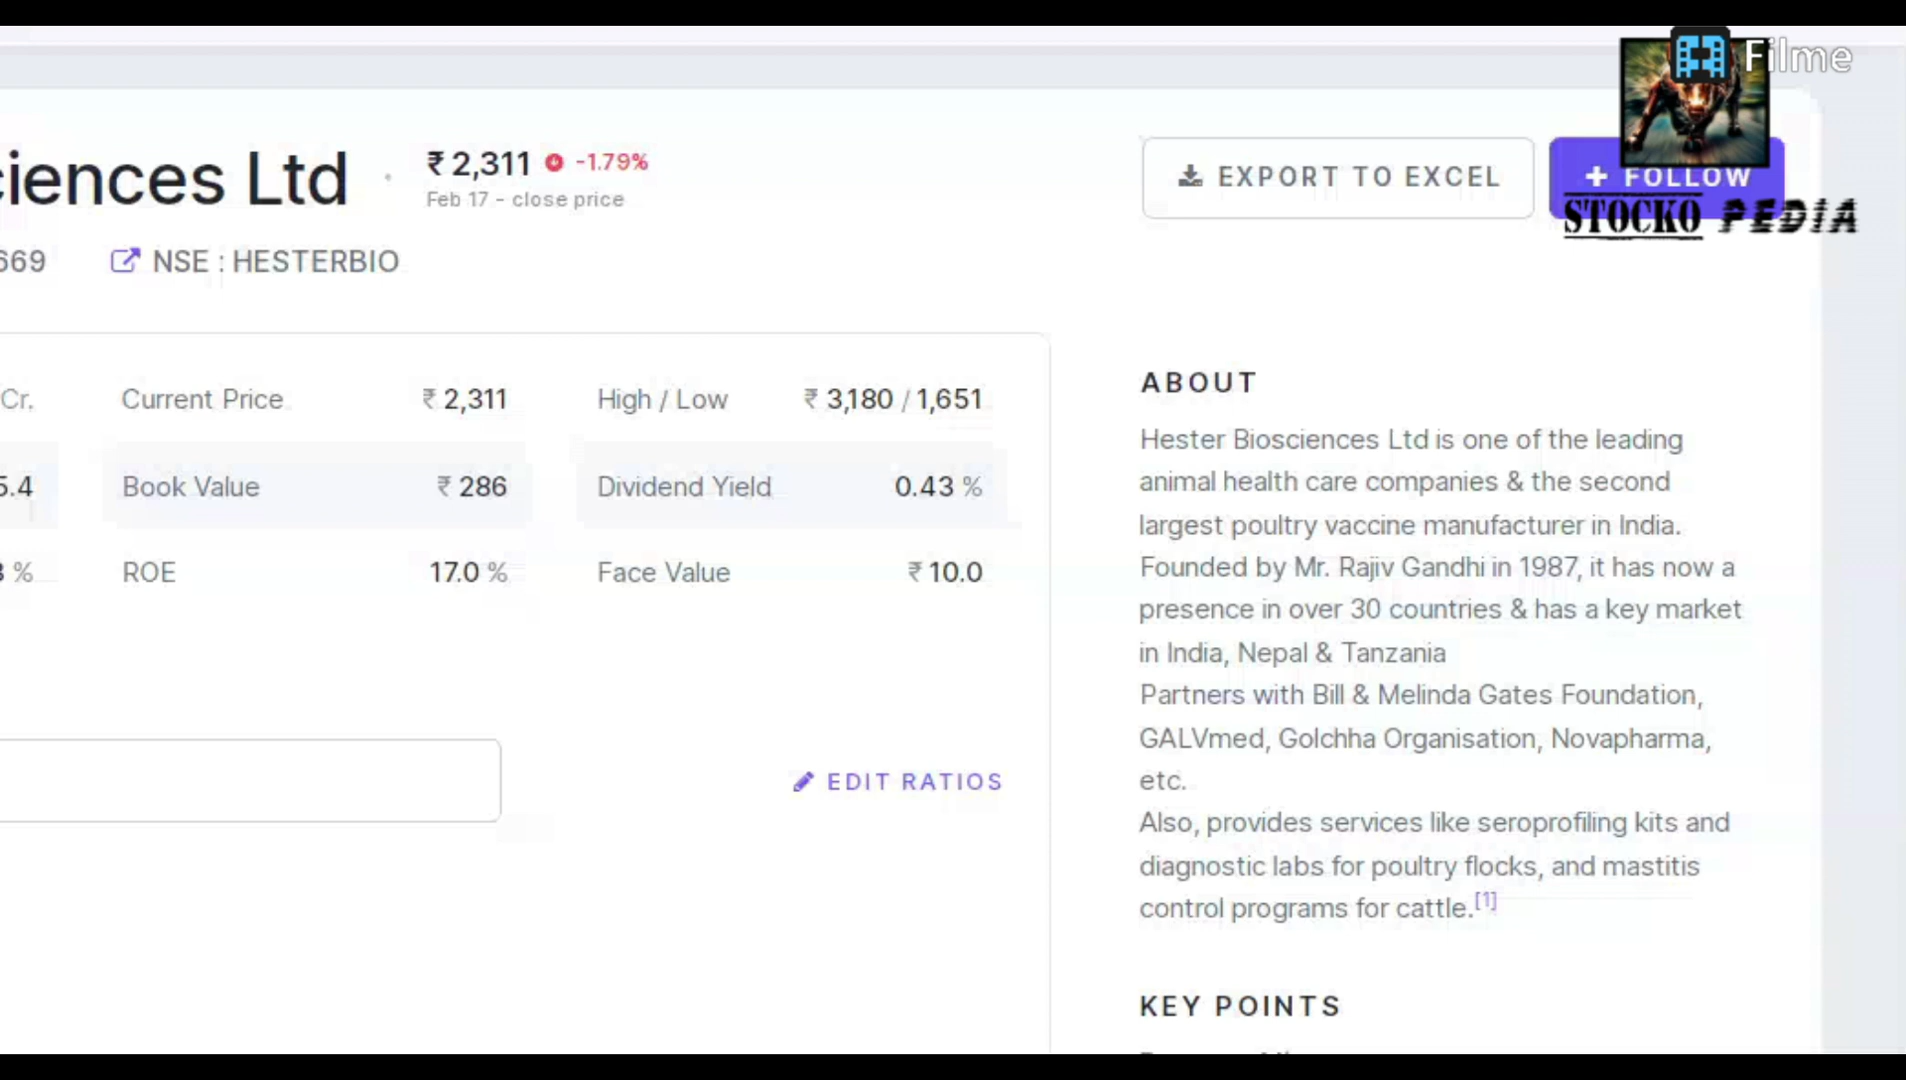 Filme
ciences Ltd
₹ 2,311 -1.79%
Feb 17 - close price
EXPORT TO EXCEL
+ FOLLOW
STOCKO PEDIA
669
NSE : HESTERBIO
Cr.
Current Price ₹ 2,311
High / Low ₹ 3,180 / 1,651
5.4
Book Value ₹ 286
Dividend Yield 0.43 %
%
ROE 17.0 %
Face Value ₹ 10.0
EDIT RATIOS
ABOUT
Hester Biosciences Ltd is one of the leading
animal health care companies & the second
largest poultry vaccine manufacturer in India.
Founded by Mr. Rajiv Gandhi in 1987, it has now a
presence in over 30 countries & has a key market
in India, Nepal & Tanzania
Partners with Bill & Melinda Gates Foundation,
GALVmed, Golchha Organisation, Novapharma,
etc.
Also, provides services like seroprofiling kits and
diagnostic labs for poultry flocks, and mastitis
control programs for cattle.[1]
KEY POINTS